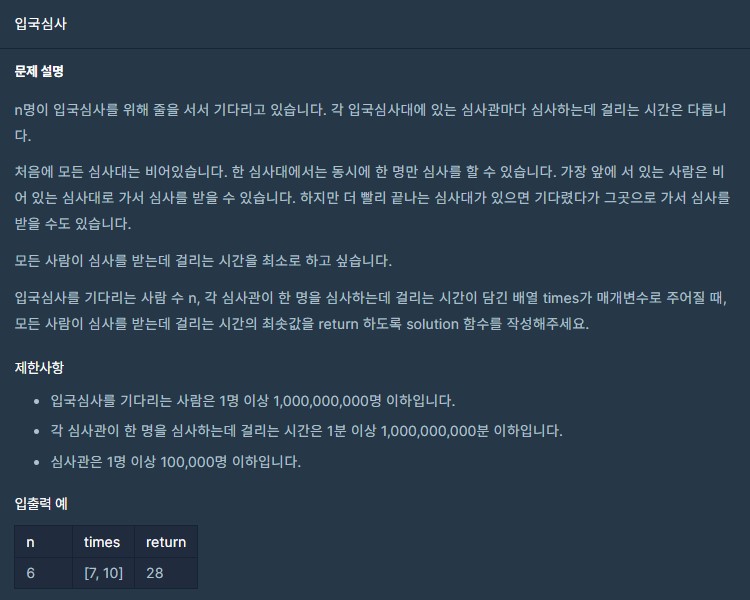 입국심사
문제 설명
n명이 입국심사를 위해 줄을 서서 기다리고 있습니다. 각 입국심사대에 있는 심사관마다 심사하는데 걸리는 시간은 다릅니
다.
처음에 모든 심사대는 비어있습니다. 한 심사대에서는 동시에 한 명만 심사를 할 수 있습니다. 가장 앞에 서 있는 사람은 비
어 있는 심사대로 가서 심사를 받을 수 있습니다. 하지만 더 빨리 끝나는 심사대가 있으면 기다렸다가 그곳으로 가서 심사를
받을 수도 있습니다.
모든 사람이 심사를 받는데 걸리는 시간을 최소로 하고 싶습니다.
입국심사를 기다리는 사람 수 n, 각 심사관이 한 명을 심사하는데 걸리는 시간이 담긴 배열 times가 매개변수로 주어질 때,
모든 사람이 심사를 받는데 걸리는 시간의 최솟값을 return 하도록 solution 함수를 작성해주세요.
제한사항
• 입국심사를 기다리는 사람은 1명 이상 1,000,000,000명 이하입니다.
• 각 심사관이 한 명을 심사하는데 걸리는 시간은 1분 이상 1,000,000,000분 이하입니다.
• 심사관은 1명 이상 100,000명 이하입니다.
입출력 예
n times return
6 [7, 10] 28